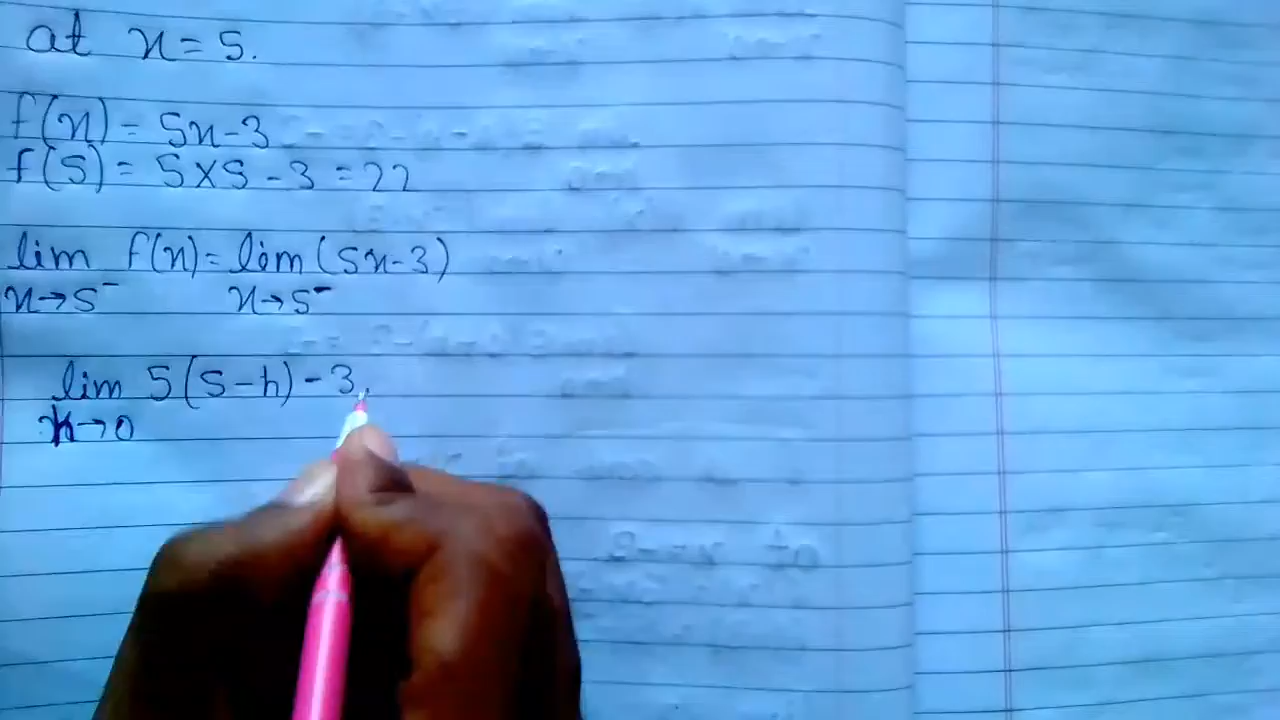 at x=5.
f(x) = 5x-3
f(5) = 5×5-3=22
lim f(x)= lim (5x-3)
x→5⁻ x→5⁻
lim 5(5-h)-3
h→0